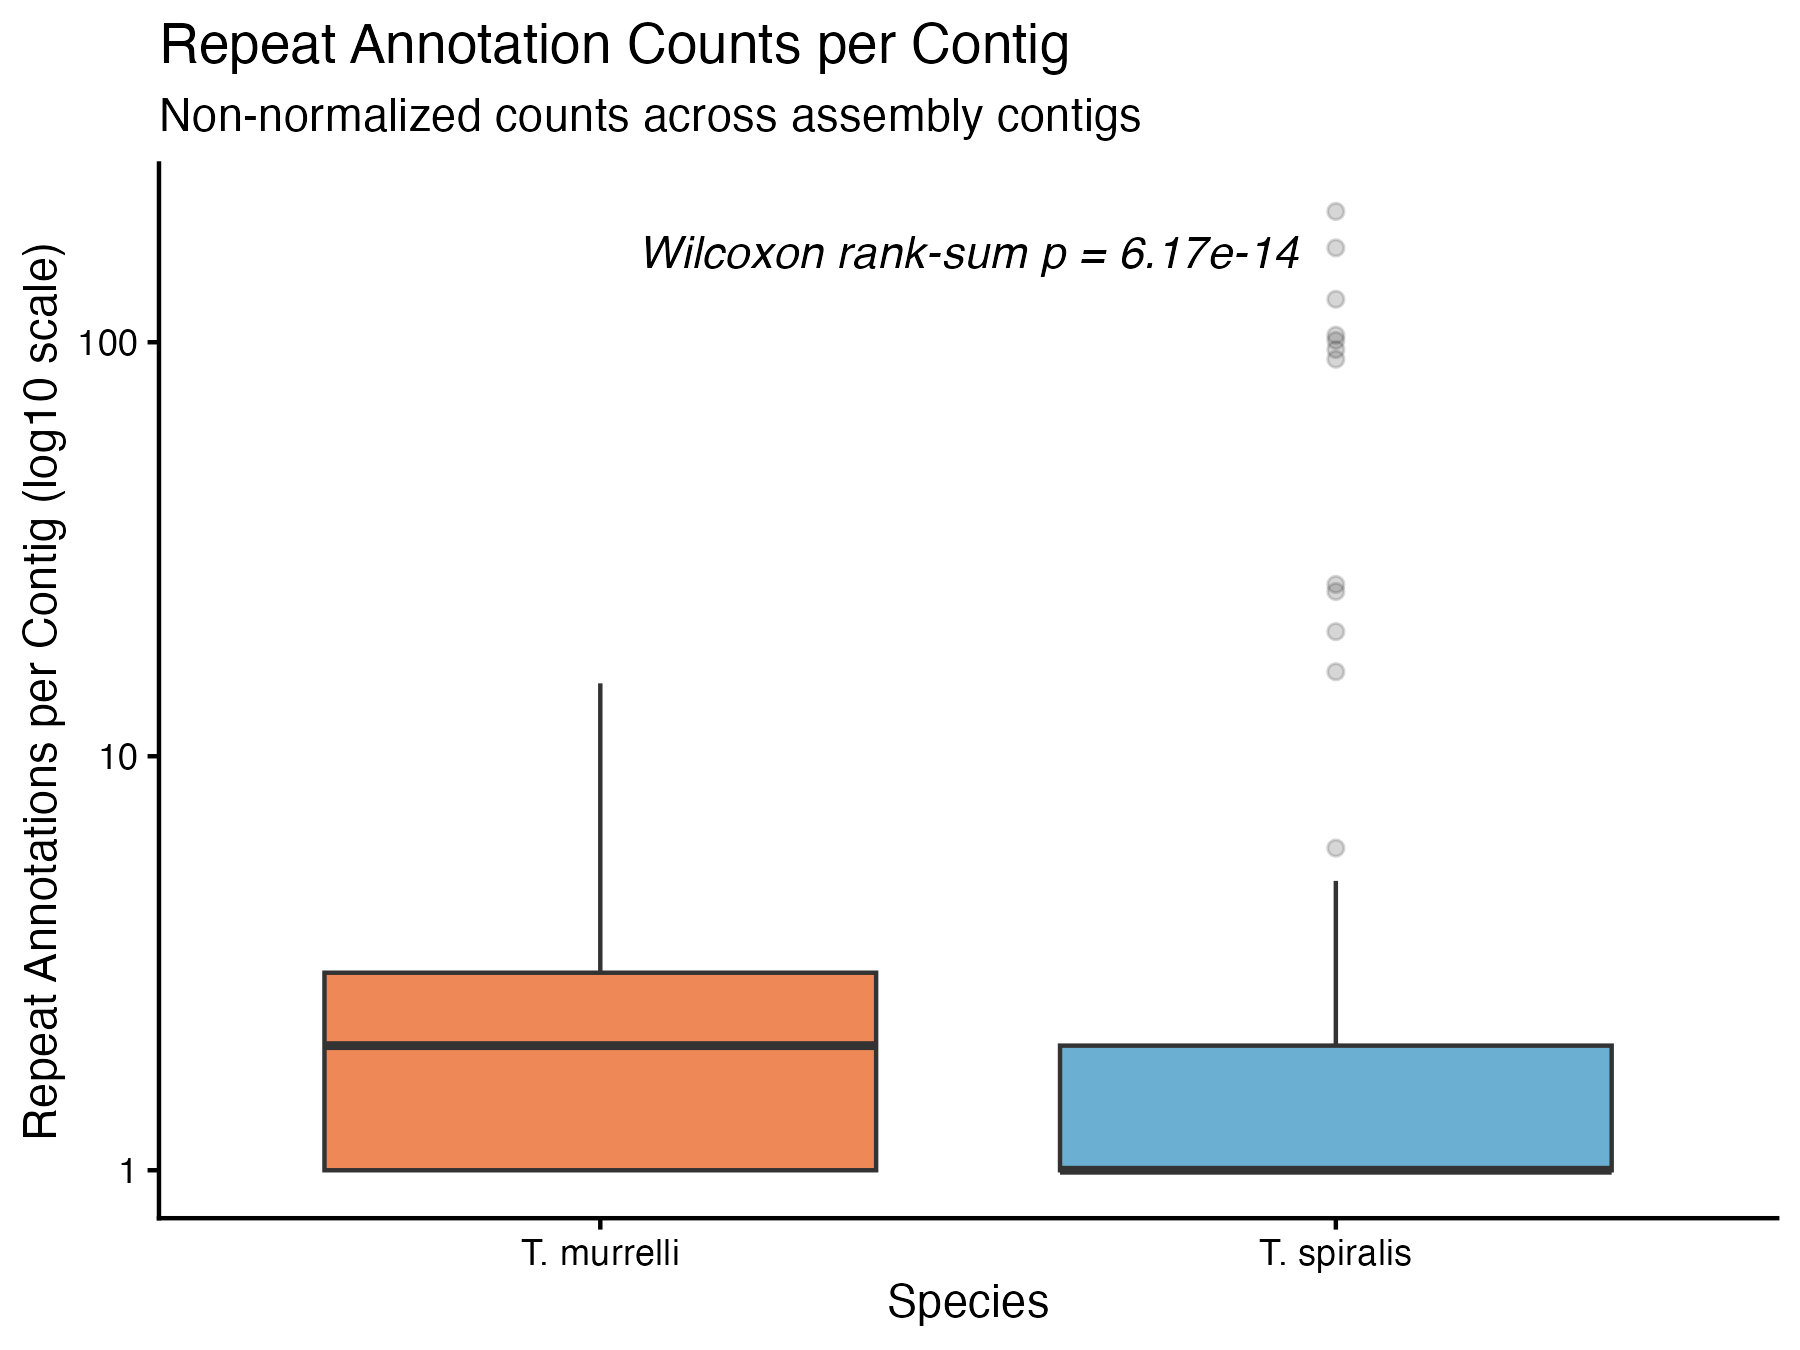 Repeat Annotation Counts per Contig
Non-normalized counts across assembly contigs
Repeat Annotations per Contig (log10 scale)
Wilcoxon rank-sum p = 6.17e-14
100
10
1
T. murrelli
T. spiralis
Species